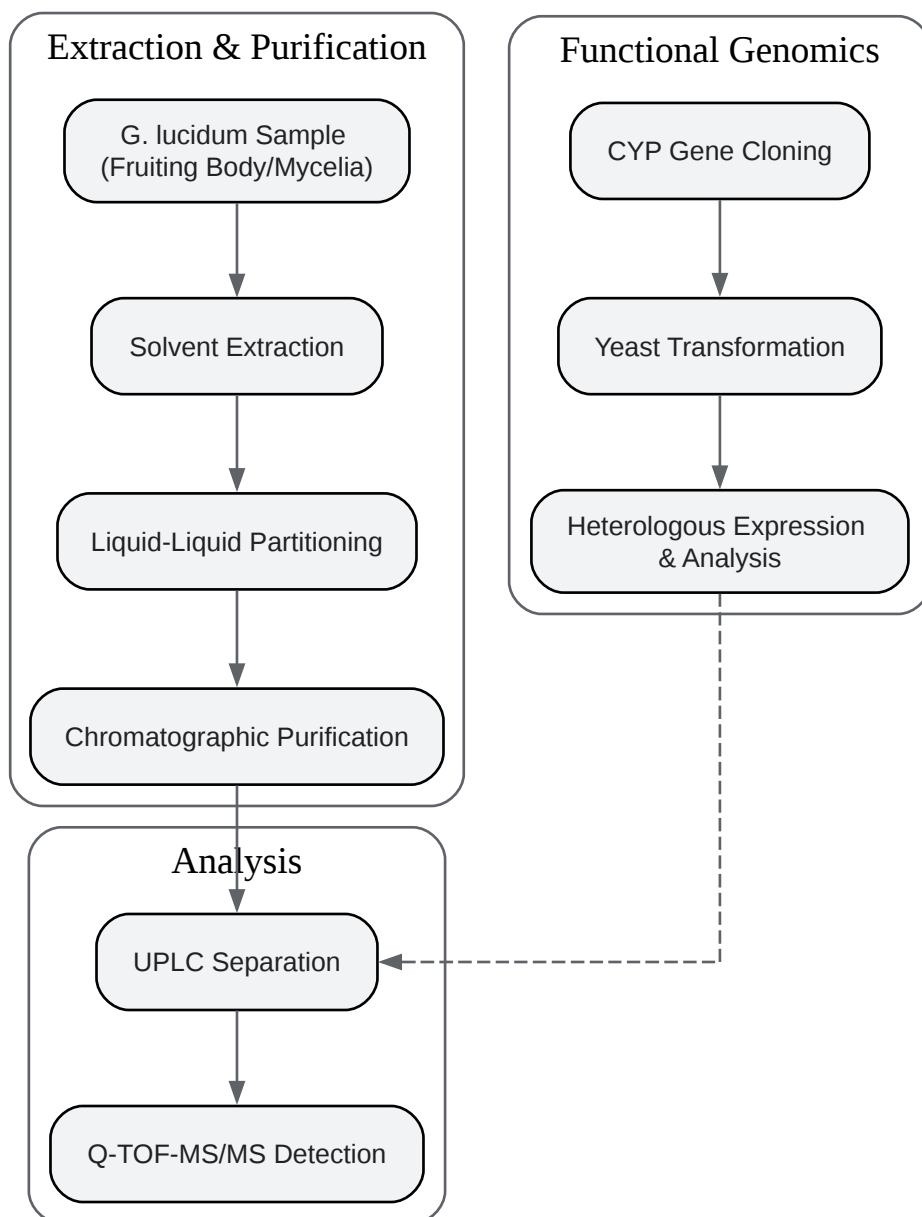 Extraction & Purification
G. lucidum Sample
(Fruiting Body/Mycelia)
Solvent Extraction
Liquid-Liquid Partitioning
Chromatographic Purification
Functional Genomics
CYP Gene Cloning
Yeast Transformation
Heterologous Expression
& Analysis
Analysis
UPLC Separation
Q-TOF-MS/MS Detection